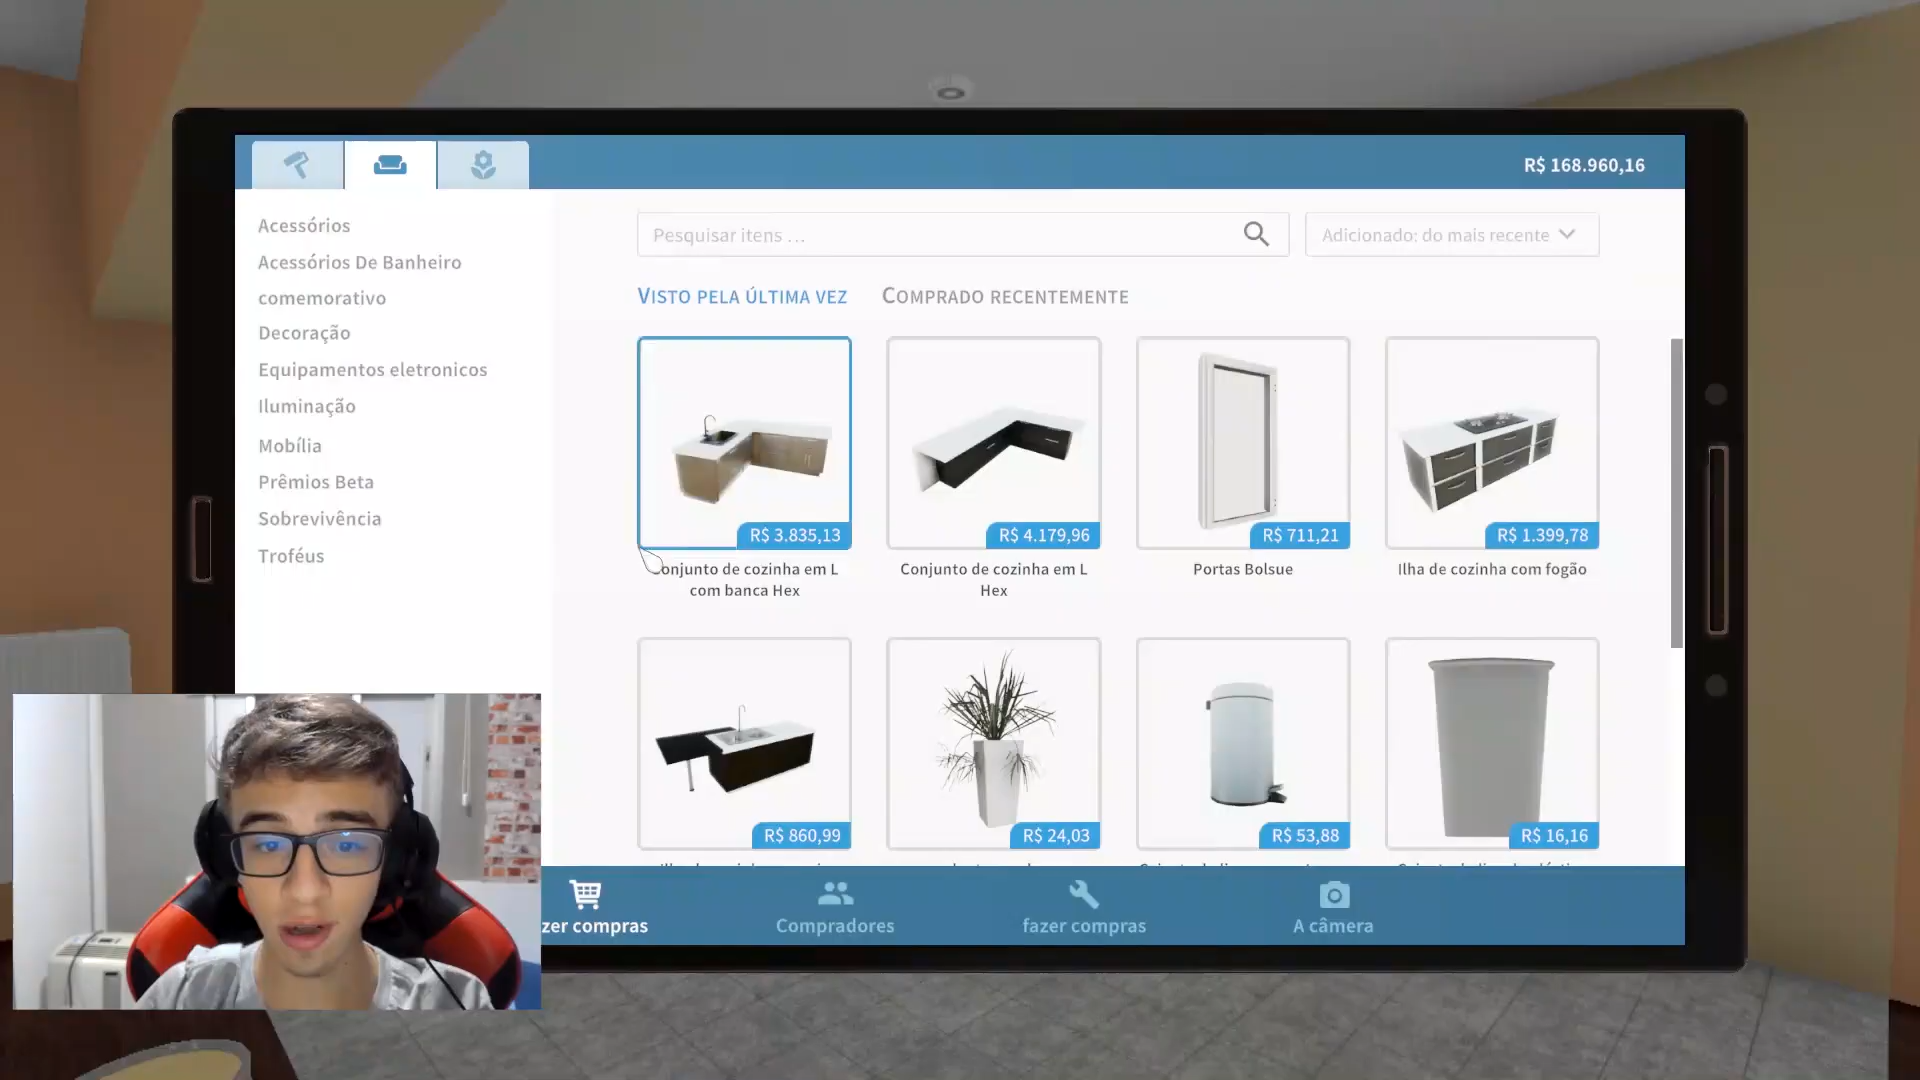 R$ 168.960,16
Acessórios
Acessórios De Banheiro
comemorativo
Decoração
Equipamentos eletronicos
Iluminação
Mobília
Prêmios Beta
Sobrevivência
Troféus
Pesquisar itens ...
Adicionado: do mais recente
VISTO PELA ÚLTIMA VEZ
COMPRADO RECENTEMENTE
R$ 3.835,13
R$ 4.179,96
R$ 711,21
R$ 1.399,78
onjunto de cozinha em L
com banca Hex
Conjunto de cozinha em L
Hex
Portas Bolsue
Ilha de cozinha com fogão
R$ 860,99
R$ 24,03
R$ 53,88
R$ 16,16
zer compras
Compradores
fazer compras
A câmera